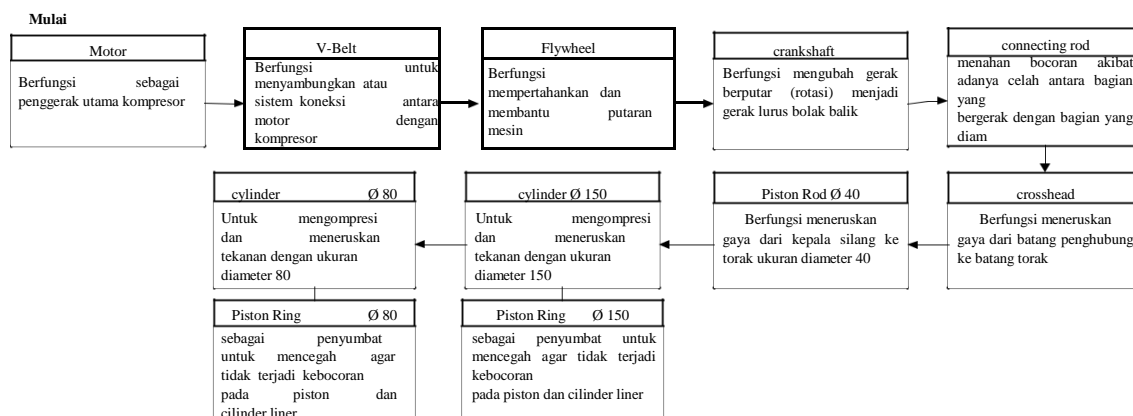 Mulai
Motor
Berfungsi sebagai
penggerak utama kompresor
V-Belt
Berfungsi untuk
menyambungkan atau
sistem koneksi antara
motor dengan
kompresor
Flywheel
Berfungsi
mempertahankan dan
membantu putaran
mesin
crankshaft
Berfungsi mengubah gerak
berputar (rotasi) menjadi
gerak lurus bolak balik
connecting rod
menahan bocoran akibat
adanya celah antara bagian
yang
bergerak dengan bagian yang
diam
crosshead
Berfungsi meneruskan
gaya dari batang penghubung
ke batang torak
Piston Rod Ø 40
Berfungsi meneruskan
gaya dari kepala silang ke
torak ukuran diameter 40
cylinder Ø 150
Untuk mengompresi
dan meneruskan
tekanan dengan ukuran
diameter 150
cylinder Ø 80
Untuk mengompresi
dan meneruskan
tekanan dengan ukuran
diameter 80
Piston Ring Ø 80
sebagai penyumbat
untuk mencegah agar
tidak terjadi kebocoran
pada piston dan
cilinder liner
Piston Ring Ø 150
sebagai penyumbat untuk
mencegah agar tidak terjadi
kebocoran
pada piston dan cilinder liner